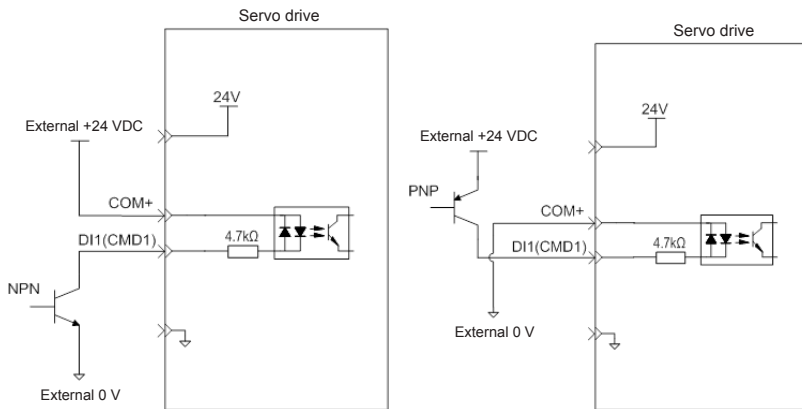 Servo drive
24V
External +24 VDC
COM+
DI1(CMD1)
4.7kΩ
NPN
External 0 V
Servo drive
24V
External +24 VDC
PNP
COM+
DI1(CMD1)
4.7kΩ
External 0 V